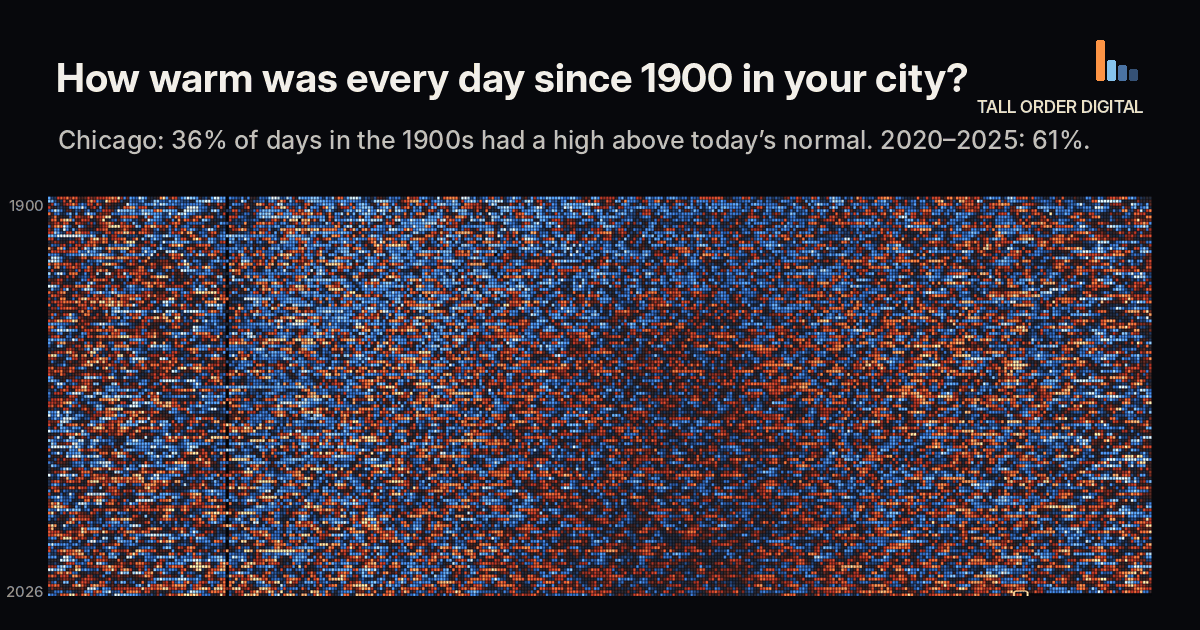 How warm was every day since 1900 in your city?
TALL ORDER DIGITAL
Chicago: 36% of days in the 1900s had a high above today’s normal. 2020–2025: 61%.
1900
2026